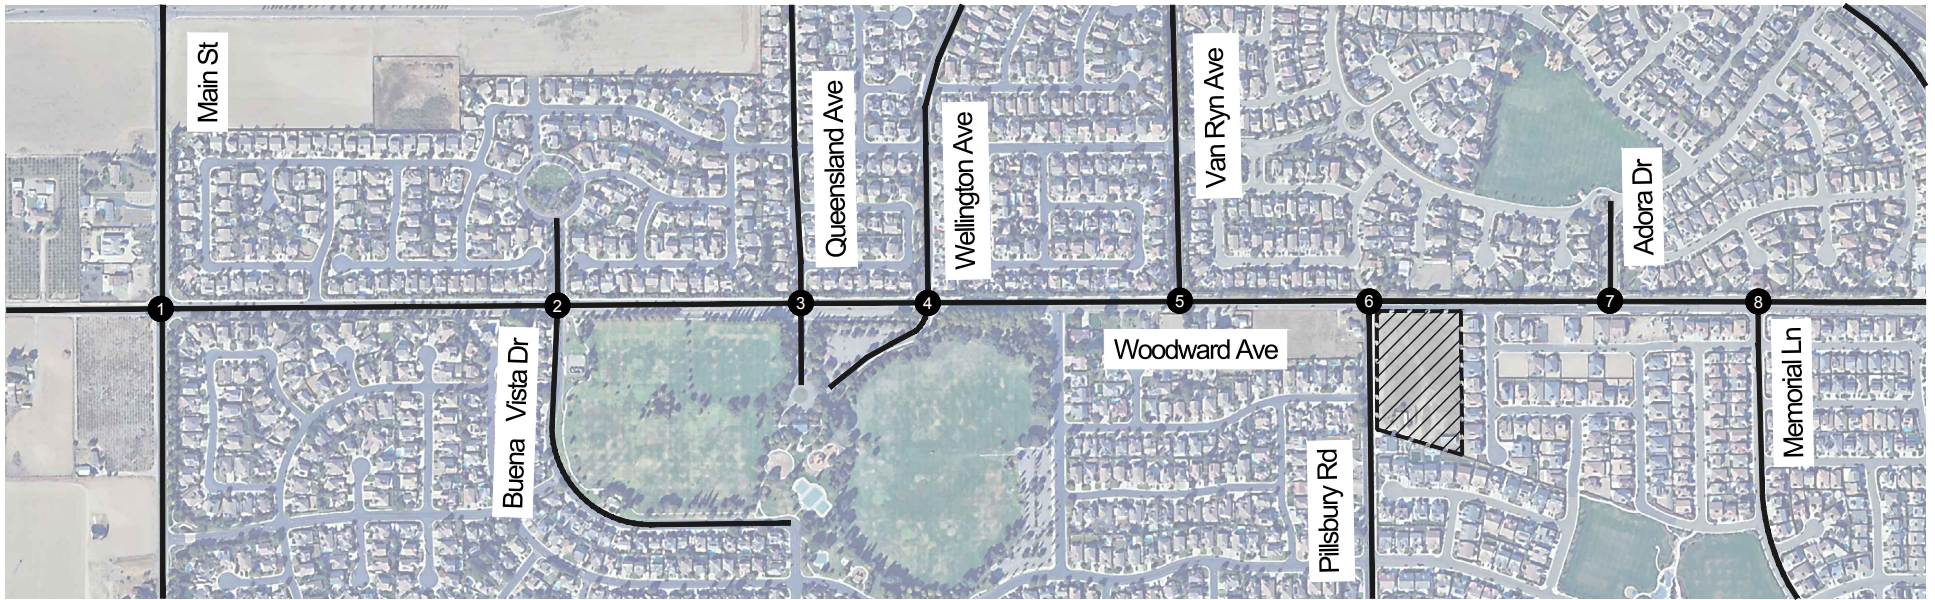 Main St
Queensland Ave
Wellington Ave
Van Ryn Ave
Adora Dr
1
2
3
4
5
6
7
8
Buena Vista Dr
Woodward Ave
Pillsbury Rd
Memorial Ln